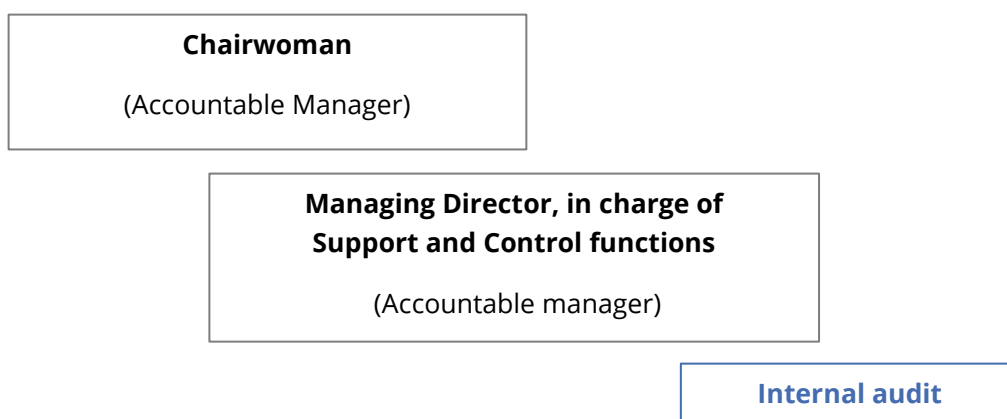 Chairwoman
(Accountable Manager)
Managing Director, in charge of
Support and Control functions
(Accountable manager)
Internal audit